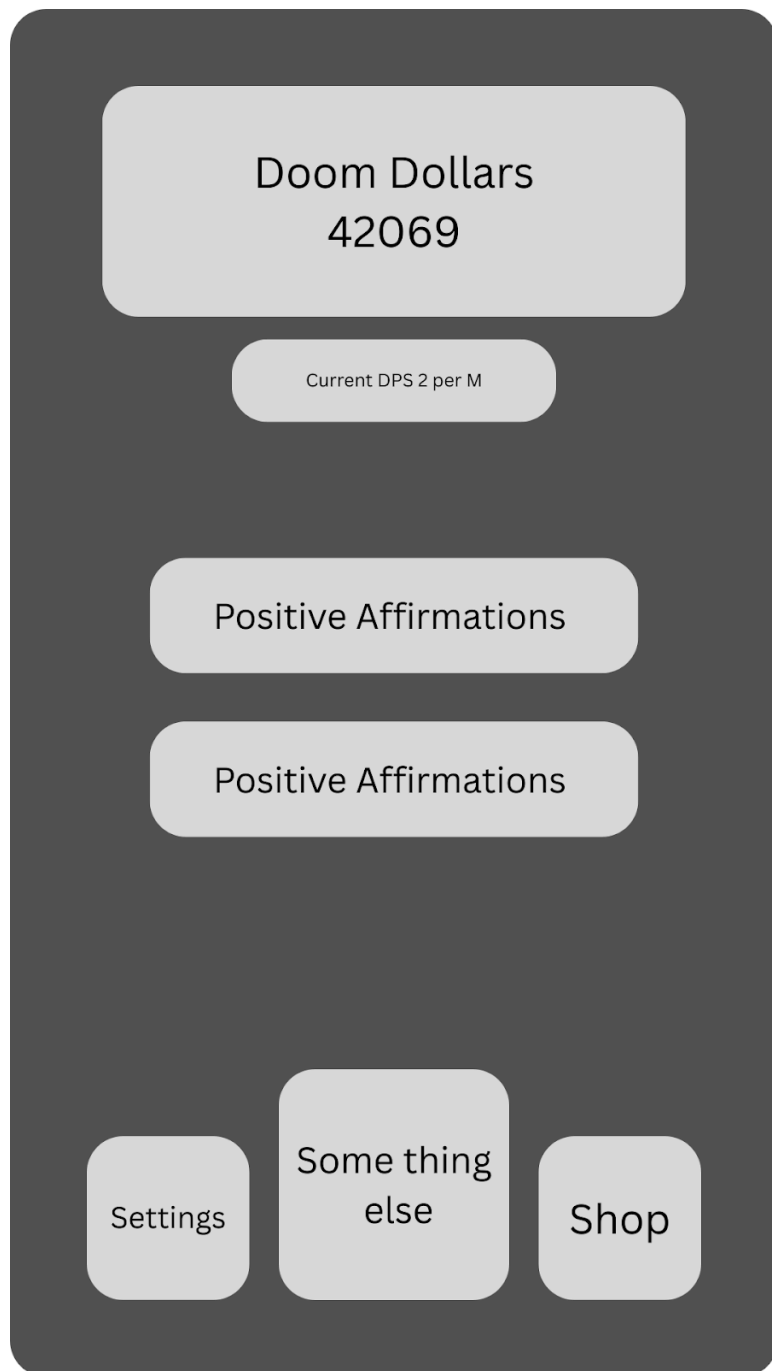 Doom Dollars
42069
Current DPS 2 per M
Positive Affirmations
Positive Affirmations
Some thing
else
Settings
Shop